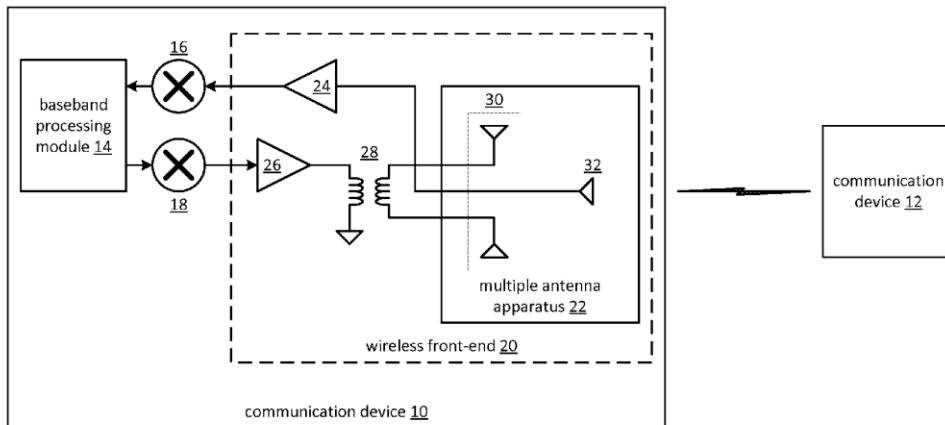 16
24
30
baseband
processing
module 14
26
28
32
18
communication
device 12
multiple antenna
apparatus 22
wireless front-end 20
communication device 10